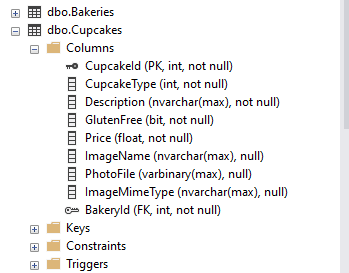 dbo.Bakeries
dbo.Cupcakes
Columns
CupcakeId (PK, int, not null)
CupcakeType (int, not null)
Description (nvarchar(max), not null)
GlutenFree (bit, not null)
Price (float, not null)
ImageName (nvarchar(max), null)
PhotoFile (varbinary(max), null)
ImageMimeType (nvarchar(max), null)
BakeryId (FK, int, not null)
Keys
Constraints
Triggers